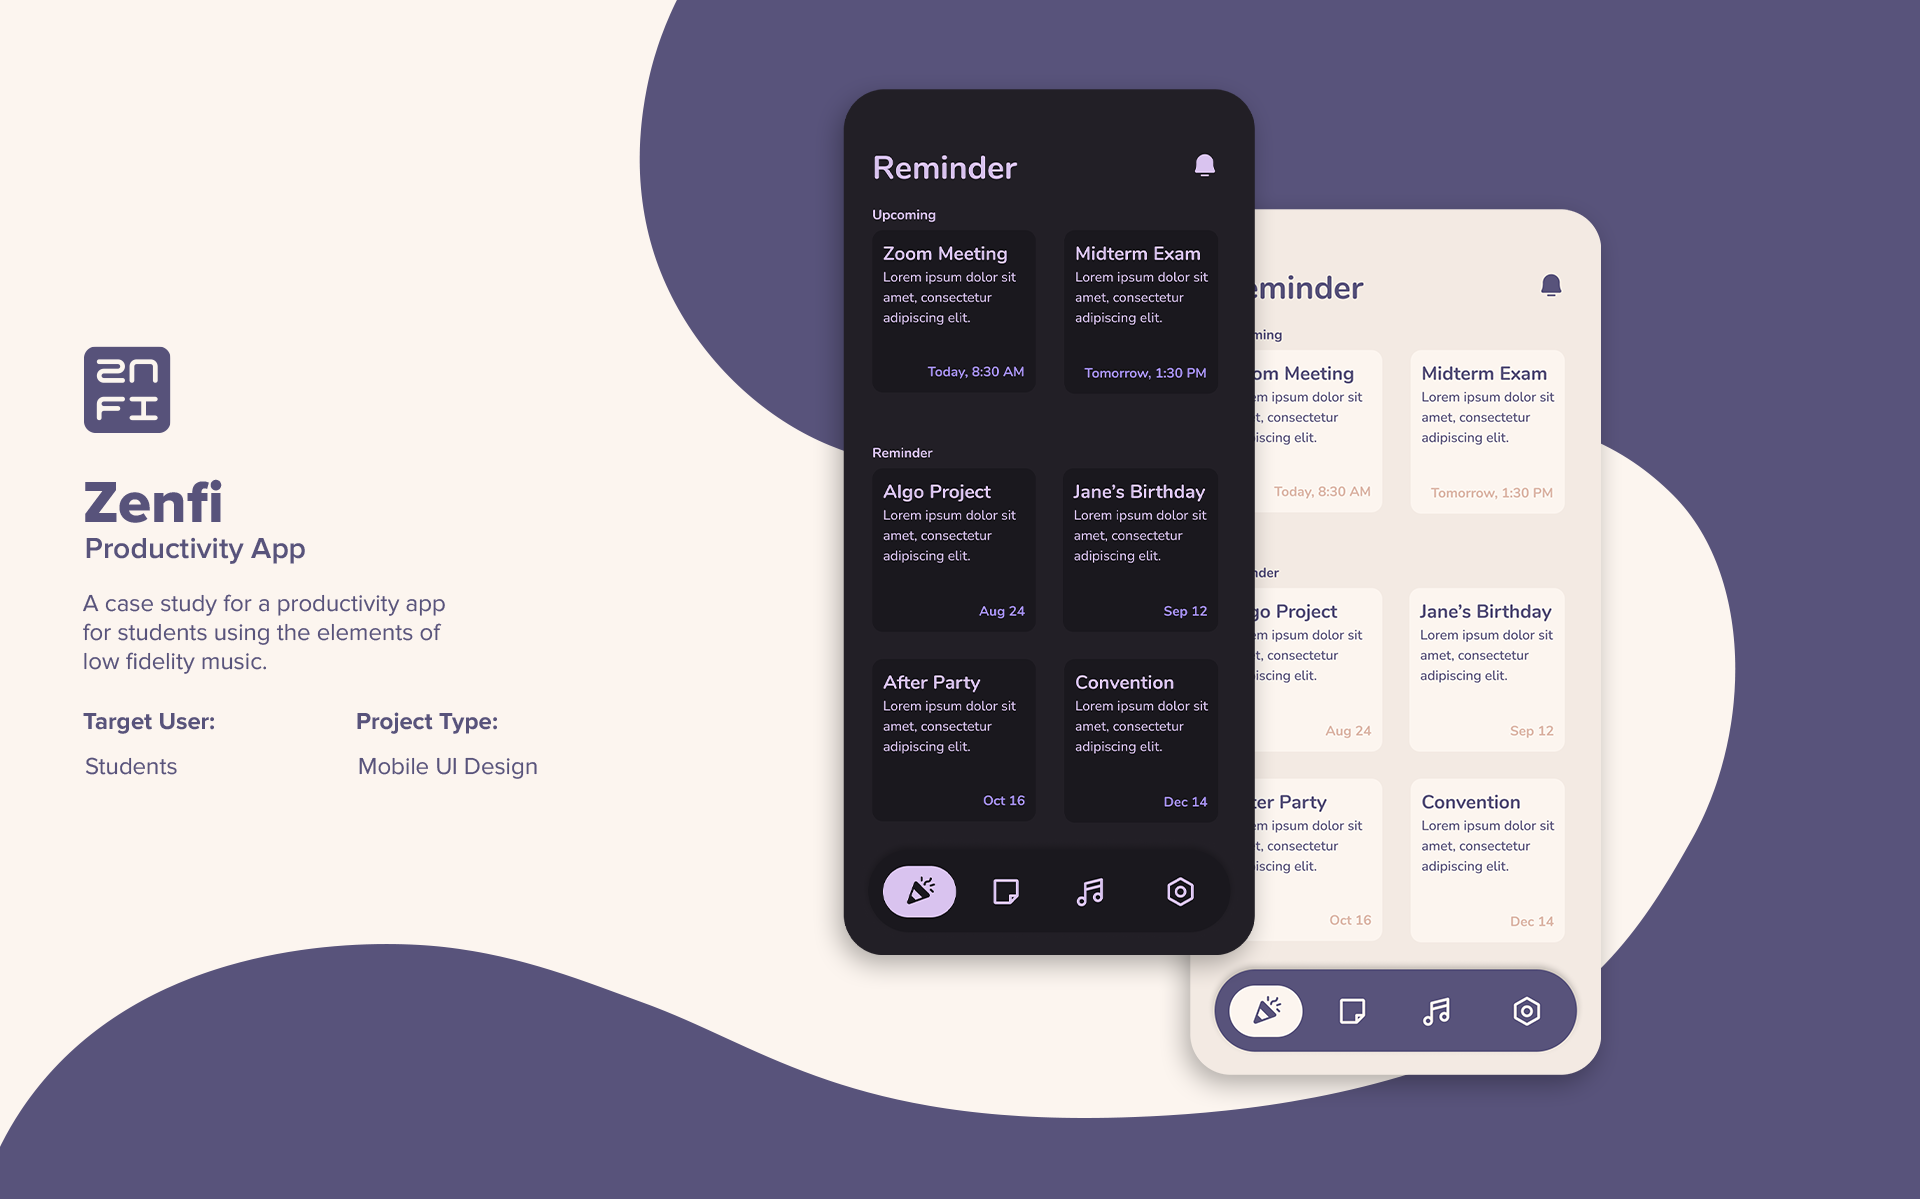 ZN
FI
Zenfi
Productivity App
A case study for a productivity app
for students using the elements of
low fidelity music.
Target User:
Students
Project Type:
Mobile UI Design
Reminder
Upcoming
Zoom Meeting
Lorem ipsum dolor sit
amet, consectetur
adipiscing elit.
Today, 8:30 AM
Midterm Exam
Lorem ipsum dolor sit
amet, consectetur
adipiscing elit.
Tomorrow, 1:30 PM
Reminder
Algo Project
Lorem ipsum dolor sit
amet, consectetur
adipiscing elit.
Aug 24
Jane’s Birthday
Lorem ipsum dolor sit
amet, consectetur
adipiscing elit.
Sep 12
After Party
Lorem ipsum dolor sit
amet, consectetur
adipiscing elit.
Oct 16
Convention
Lorem ipsum dolor sit
amet, consectetur
adipiscing elit.
Dec 14
eminder
ming
om Meeting
em ipsum dolor sit
t, consectetur
iscing elit.
Today, 8:30 AM
Midterm Exam
Lorem ipsum dolor sit
amet, consectetur
adipiscing elit.
Tomorrow, 1:30 PM
nder
go Project
em ipsum dolor sit
t, consectetur
iscing elit.
Aug 24
Jane’s Birthday
Lorem ipsum dolor sit
amet, consectetur
adipiscing elit.
Sep 12
ter Party
em ipsum dolor sit
t, consectetur
iscing elit.
Oct 16
Convention
Lorem ipsum dolor sit
amet, consectetur
adipiscing elit.
Dec 14